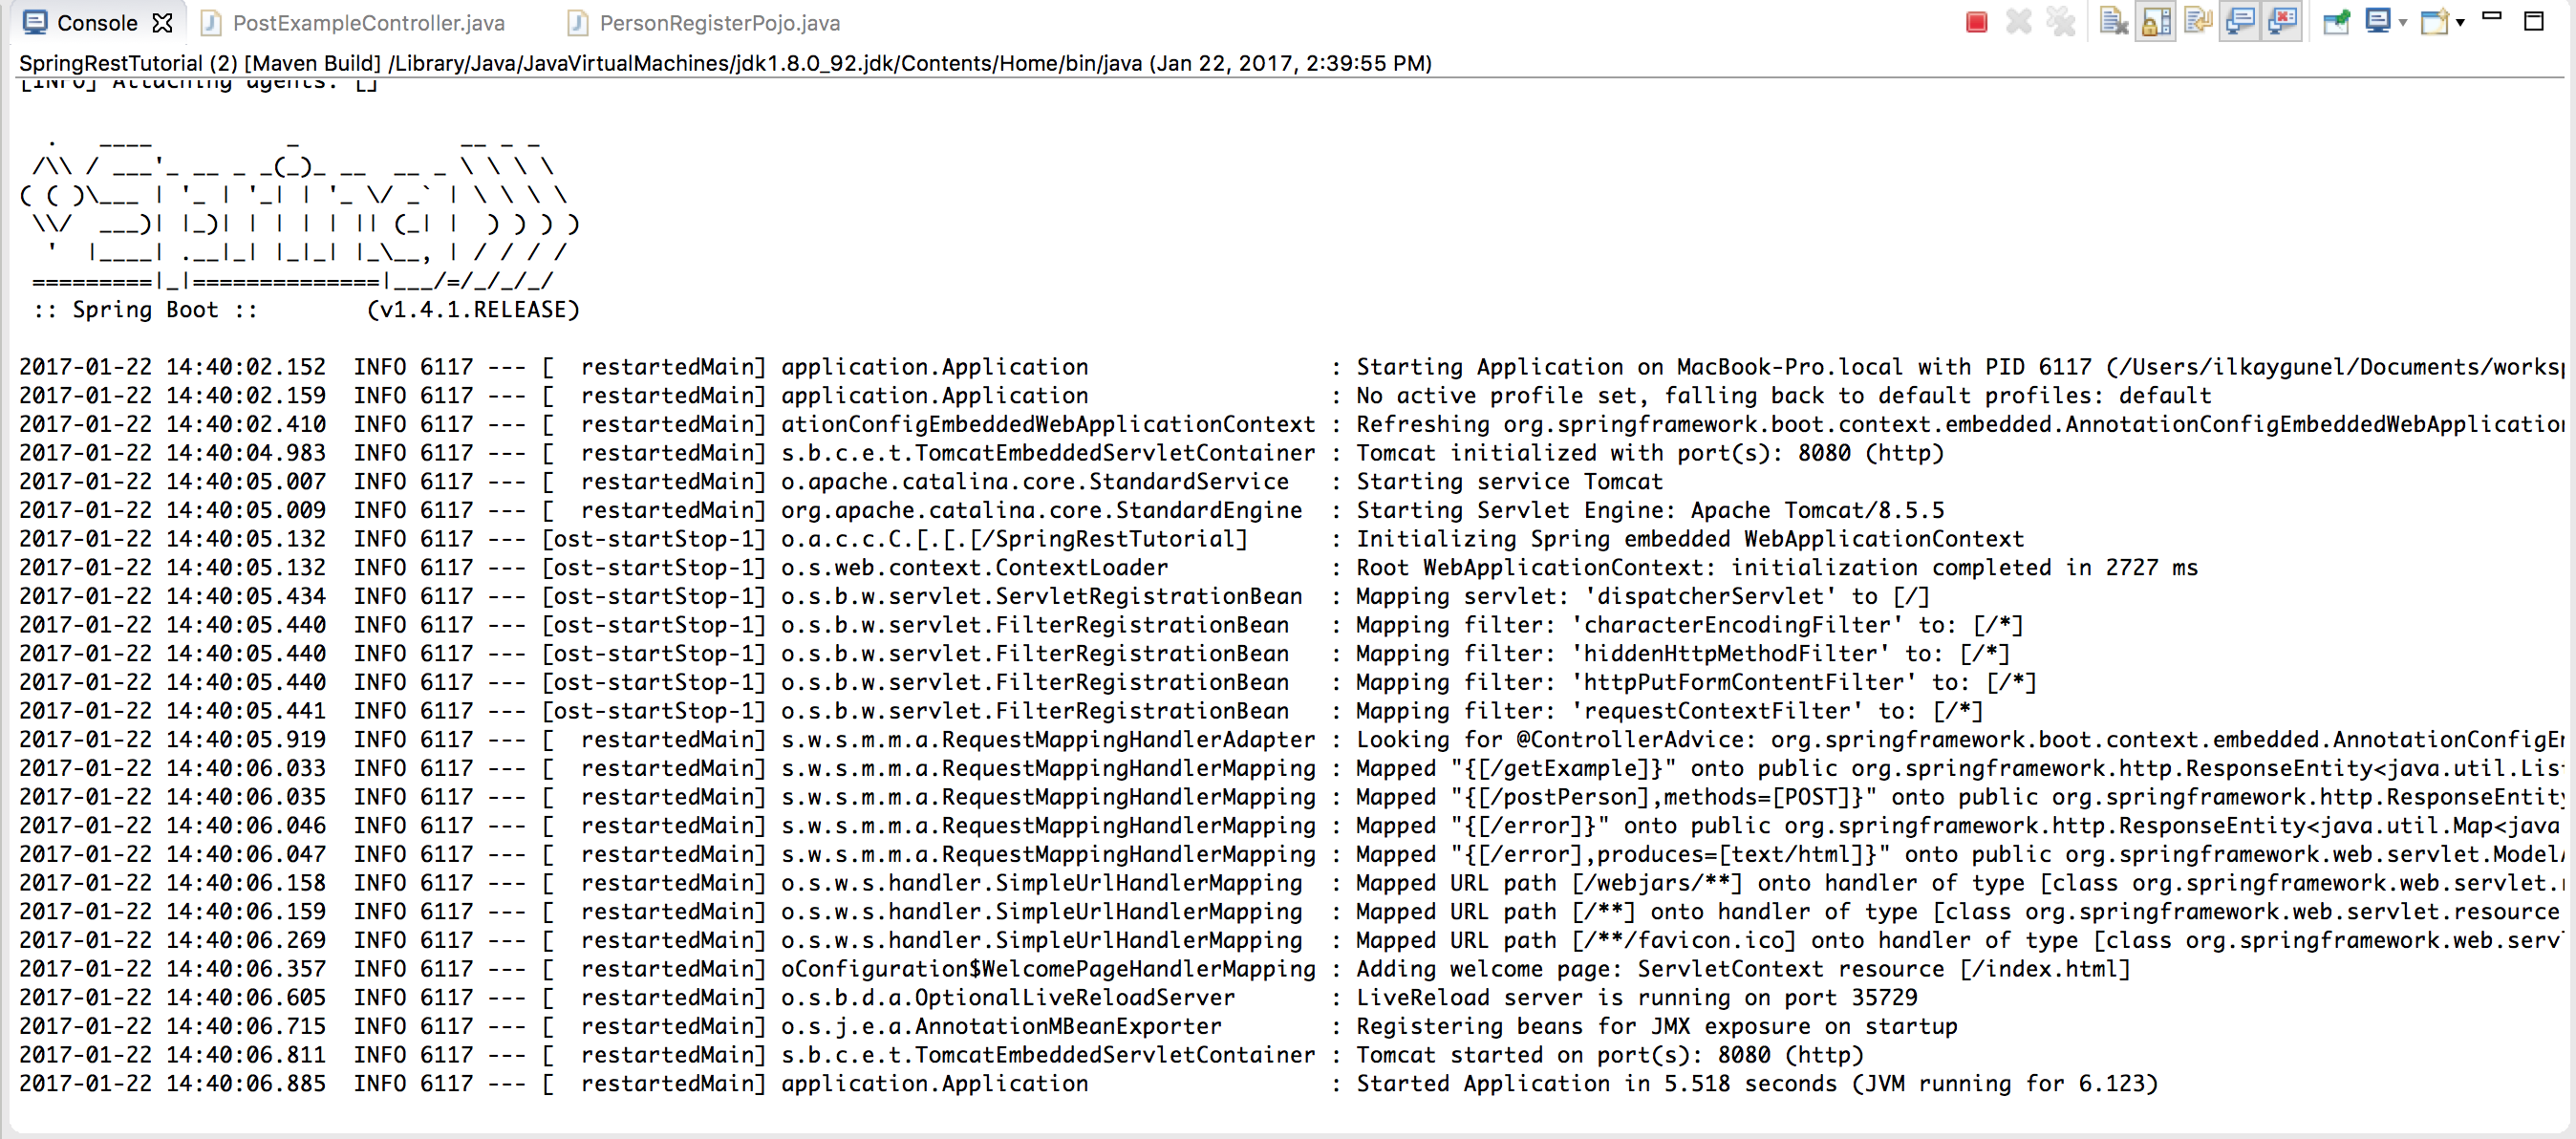 Console PostExampleController.java PersonRegisterPojo.java
SpringRestTutorial (2) [Maven Build] /Library/Java/JavaVirtualMachines/jdk1.8.0_92.jdk/Contents/Home/bin/java (Jan 22, 2017, 2:39:55 PM)
[INFO] Attaching agents: []
  .   ____          _            __ _ _
 /\\ / ___'_ __ _ _(_)_ __  __ _ \ \ \ \
( ( )\___ | '_ | '_| | '_ \/ _` | \ \ \ \
 \\/  ___)| |_)| | | | | || (_| |  ) ) ) )
  '  |____| .__|_| |_|_| |_\__, | / / / /
 =========|_|==============|___/=/_/_/_/
 :: Spring Boot ::        (v1.4.1.RELEASE)
2017-01-22 14:40:02.152  INFO 6117 --- [  restartedMain] application.Application                  : Starting Application on MacBook-Pro.local with PID 6117 (/Users/ilkaygunel/Documents/worksp
2017-01-22 14:40:02.159  INFO 6117 --- [  restartedMain] application.Application                  : No active profile set, falling back to default profiles: default
2017-01-22 14:40:02.410  INFO 6117 --- [  restartedMain] ationConfigEmbeddedWebApplicationContext : Refreshing org.springframework.boot.context.embedded.AnnotationConfigEmbeddedWebApplication
2017-01-22 14:40:04.983  INFO 6117 --- [  restartedMain] s.b.c.e.t.TomcatEmbeddedServletContainer : Tomcat initialized with port(s): 8080 (http)
2017-01-22 14:40:05.007  INFO 6117 --- [  restartedMain] o.apache.catalina.core.StandardService   : Starting service Tomcat
2017-01-22 14:40:05.009  INFO 6117 --- [  restartedMain] org.apache.catalina.core.StandardEngine  : Starting Servlet Engine: Apache Tomcat/8.5.5
2017-01-22 14:40:05.132  INFO 6117 --- [ost-startStop-1] o.a.c.c.C.[.[.[/SpringRestTutorial]      : Initializing Spring embedded WebApplicationContext
2017-01-22 14:40:05.132  INFO 6117 --- [ost-startStop-1] o.s.web.context.ContextLoader            : Root WebApplicationContext: initialization completed in 2727 ms
2017-01-22 14:40:05.434  INFO 6117 --- [ost-startStop-1] o.s.b.w.servlet.ServletRegistrationBean  : Mapping servlet: 'dispatcherServlet' to [/]
2017-01-22 14:40:05.440  INFO 6117 --- [ost-startStop-1] o.s.b.w.servlet.FilterRegistrationBean   : Mapping filter: 'characterEncodingFilter' to: [/*]
2017-01-22 14:40:05.440  INFO 6117 --- [ost-startStop-1] o.s.b.w.servlet.FilterRegistrationBean   : Mapping filter: 'hiddenHttpMethodFilter' to: [/*]
2017-01-22 14:40:05.440  INFO 6117 --- [ost-startStop-1] o.s.b.w.servlet.FilterRegistrationBean   : Mapping filter: 'httpPutFormContentFilter' to: [/*]
2017-01-22 14:40:05.441  INFO 6117 --- [ost-startStop-1] o.s.b.w.servlet.FilterRegistrationBean   : Mapping filter: 'requestContextFilter' to: [/*]
2017-01-22 14:40:05.919  INFO 6117 --- [  restartedMain] s.w.s.m.m.a.RequestMappingHandlerAdapter : Looking for @ControllerAdvice: org.springframework.boot.context.embedded.AnnotationConfigE
2017-01-22 14:40:06.033  INFO 6117 --- [  restartedMain] s.w.s.m.m.a.RequestMappingHandlerMapping : Mapped "{[/getExample]}" onto public org.springframework.http.ResponseEntity<java.util.Lis
2017-01-22 14:40:06.035  INFO 6117 --- [  restartedMain] s.w.s.m.m.a.RequestMappingHandlerMapping : Mapped "{[/postPerson],methods=[POST]}" onto public org.springframework.http.ResponseEntity
2017-01-22 14:40:06.046  INFO 6117 --- [  restartedMain] s.w.s.m.m.a.RequestMappingHandlerMapping : Mapped "{[/error]}" onto public org.springframework.http.ResponseEntity<java.util.Map<java
2017-01-22 14:40:06.047  INFO 6117 --- [  restartedMain] s.w.s.m.m.a.RequestMappingHandlerMapping : Mapped "{[/error],produces=[text/html]}" onto public org.springframework.web.servlet.Model
2017-01-22 14:40:06.158  INFO 6117 --- [  restartedMain] o.s.w.s.handler.SimpleUrlHandlerMapping  : Mapped URL path [/webjars/**] onto handler of type [class org.springframework.web.servlet.
2017-01-22 14:40:06.159  INFO 6117 --- [  restartedMain] o.s.w.s.handler.SimpleUrlHandlerMapping  : Mapped URL path [/**] onto handler of type [class org.springframework.web.servlet.resource
2017-01-22 14:40:06.269  INFO 6117 --- [  restartedMain] o.s.w.s.handler.SimpleUrlHandlerMapping  : Mapped URL path [/**/favicon.ico] onto handler of type [class org.springframework.web.serv
2017-01-22 14:40:06.357  INFO 6117 --- [  restartedMain] oConfiguration$WelcomePageHandlerMapping : Adding welcome page: ServletContext resource [/index.html]
2017-01-22 14:40:06.605  INFO 6117 --- [  restartedMain] o.s.b.d.a.OptionalLiveReloadServer       : LiveReload server is running on port 35729
2017-01-22 14:40:06.715  INFO 6117 --- [  restartedMain] o.s.j.e.a.AnnotationMBeanExporter        : Registering beans for JMX exposure on startup
2017-01-22 14:40:06.811  INFO 6117 --- [  restartedMain] s.b.c.e.t.TomcatEmbeddedServletContainer : Tomcat started on port(s): 8080 (http)
2017-01-22 14:40:06.885  INFO 6117 --- [  restartedMain] application.Application                  : Started Application in 5.518 seconds (JVM running for 6.123)